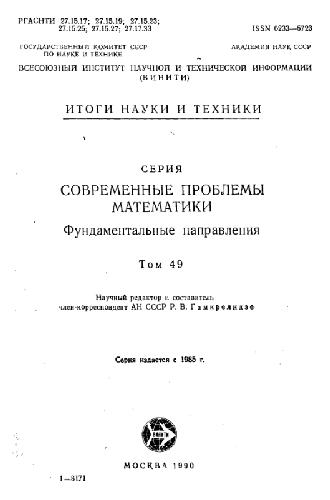 РГАСНТИ 27.15.17; 27.15.19; 27.15.23;
27.15.25; 27.15.27; 27.17.33
ISSN 0233—6723
ГОСУДАРСТВЕННЫЙ КОМИТЕТ СССР
ПО НАУКЕ И ТЕХНИКЕ
АКАДЕМИЯ НАУК СССР
ВСЕСОЮЗНЫЙ ИНСТИТУТ НАУЧНОЙ И ТЕХНИЧЕСКОЙ ИНФОРМАЦИИ
(ВИНИТИ)
ИТОГИ НАУКИ И ТЕХНИКИ
СЕРИЯ
СОВРЕМЕННЫЕ ПРОБЛЕМЫ
МАТЕМАТИКИ
Фундаментальные направления
Том 49
Научный редактор и составитель
член-корреспондент АН СССР Р. В. Гамкрелидзе
Серия издается с 1985 г.
МОСКВА 1990
1—8171